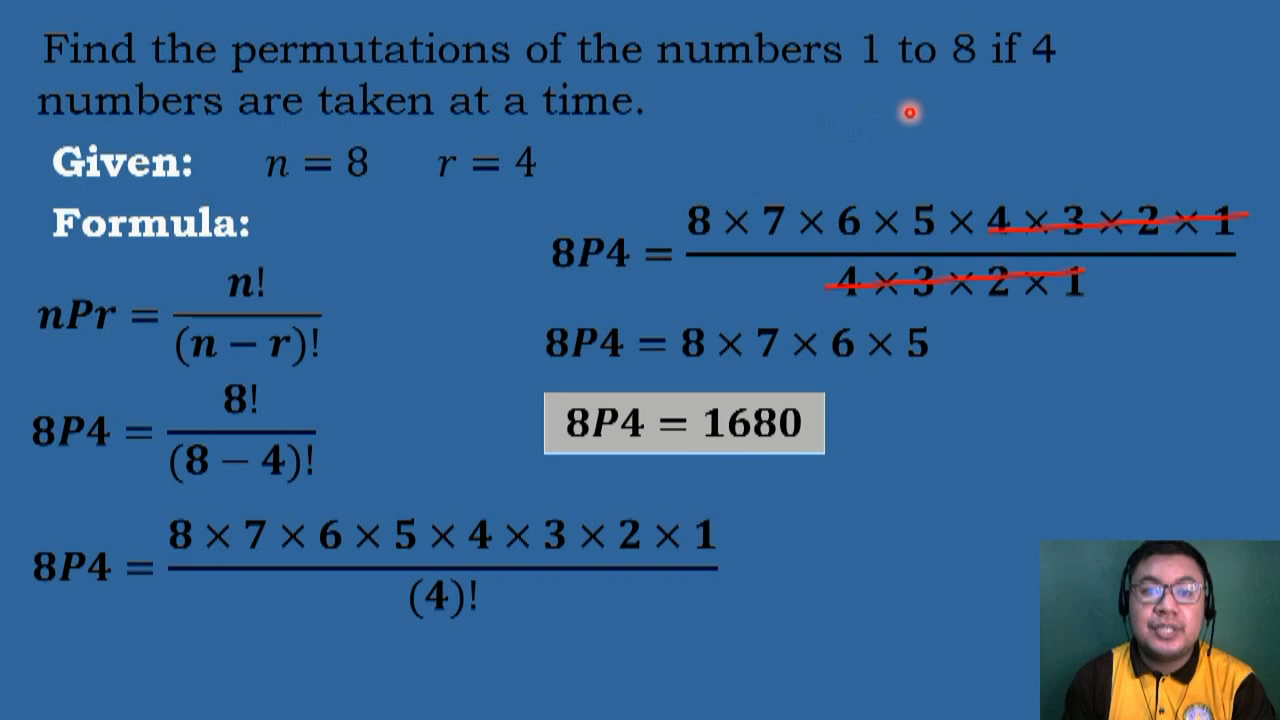 Find the permutations of the numbers 1 to 8 if 4
numbers are taken at a time.
Given: n = 8 r = 4
Formula:
nPr = n! / (n − r)!
8P4 = 8! / (8 − 4)!
8P4 = 8 × 7 × 6 × 5 × 4 × 3 × 2 × 1 / (4)!
8P4 = 8 × 7 × 6 × 5 × 4 × 3 × 2 × 1 / 4 × 3 × 2 × 1
8P4 = 8 × 7 × 6 × 5
8P4 = 1680